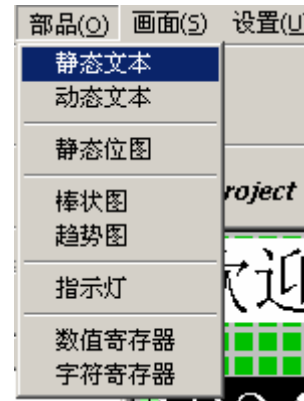 部品(O) 画面(S) 设置(U
静态文本
动态文本
静态位图
棒状图
roject
趋势图
指示灯
欢迎
数值寄存器
字符寄存器